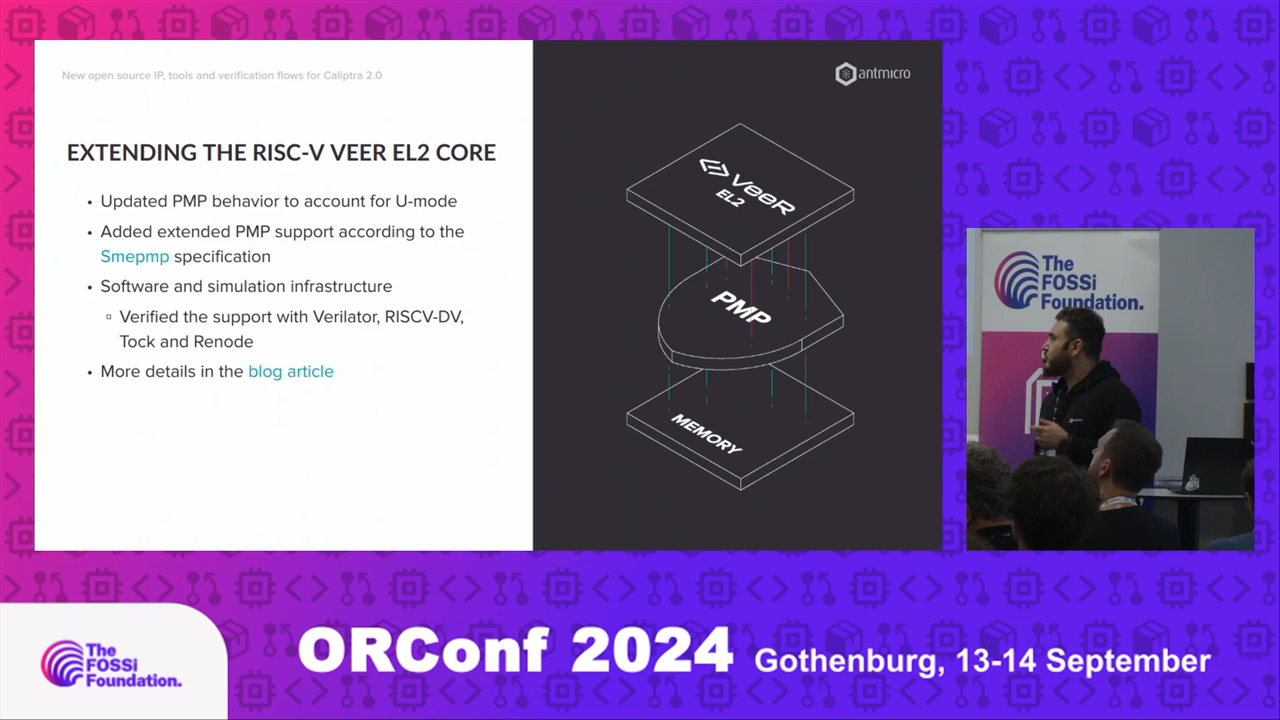 New open source IP, tools and verification flows for Caliptra 2.0
antmicro
EXTENDING THE RISC-V VEER EL2 CORE
• Updated PMP behavior to account for U-mode
• Added extended PMP support according to the
Smepmp specification
• Software and simulation infrastructure
▫ Verified the support with Verilator, RISCV-DV,
Tock and Renode
• More details in the blog article
VeeR
EL2
PMP
MEMORY
The
FOSSi
Foundation.
The
FOSSi
Foundation.
ORConf 2024 Gothenburg, 13-14 September